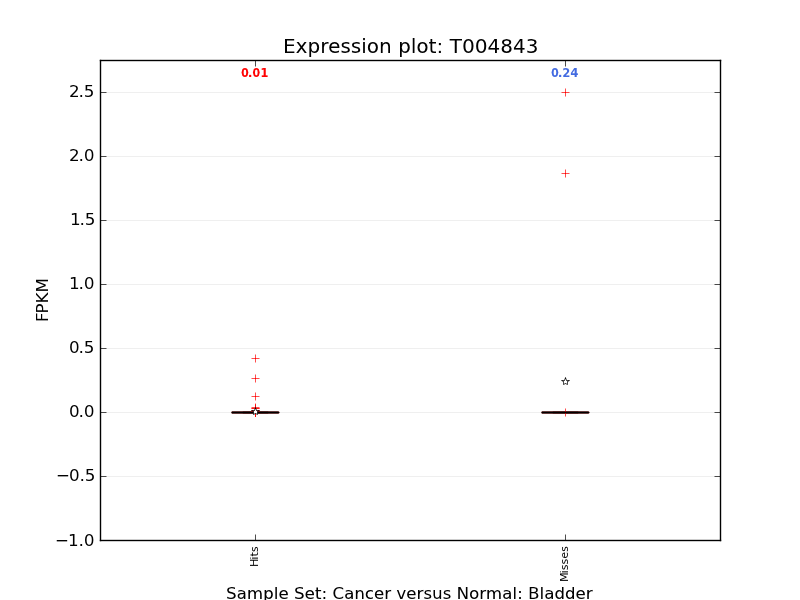 Expression plot: T004843
0.01 0.24
2.5
2.0
1.5
1.0
0.5
0.0
−0.5
−1.0
FPKM
Hits Misses
Sample Set: Cancer versus Normal: Bladder